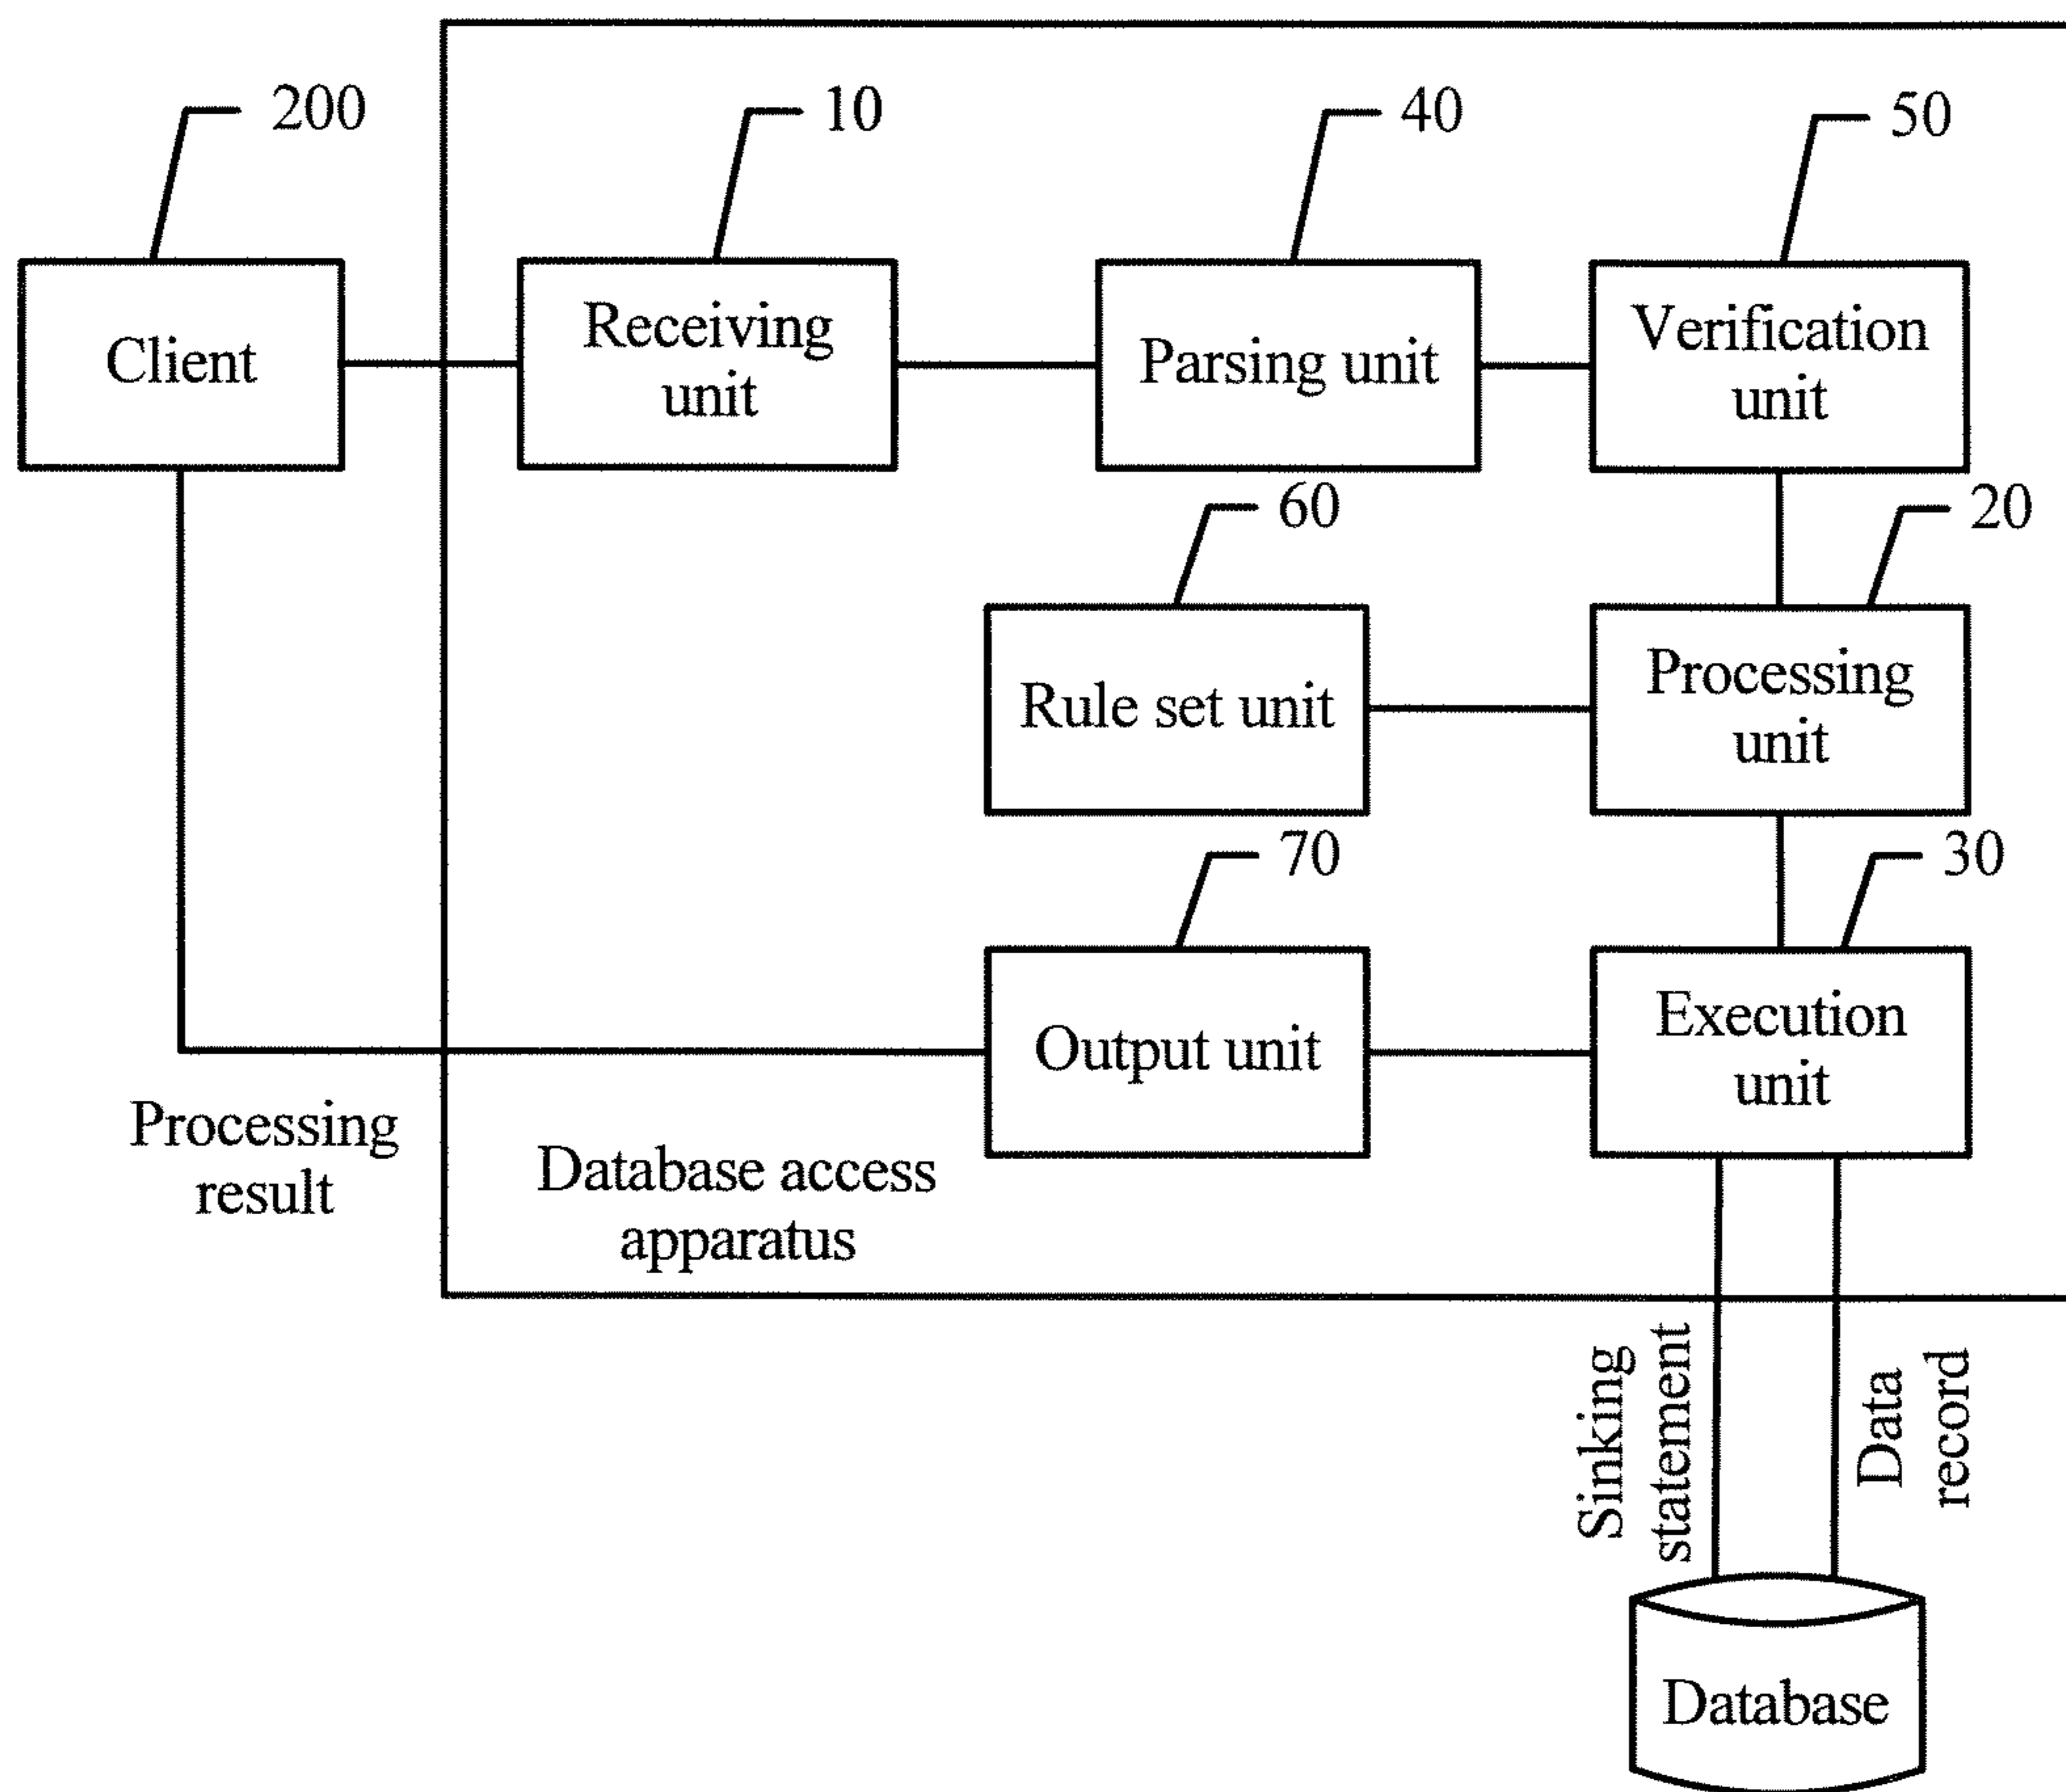 200
10
40
50
Client
Receiving
unit
Parsing unit
Verification
unit
60
20
Rule set unit
Processing
unit
70
30
Output unit
Execution
unit
Processing
result
Database access
apparatus
Sinking
statement
Data
record
Database